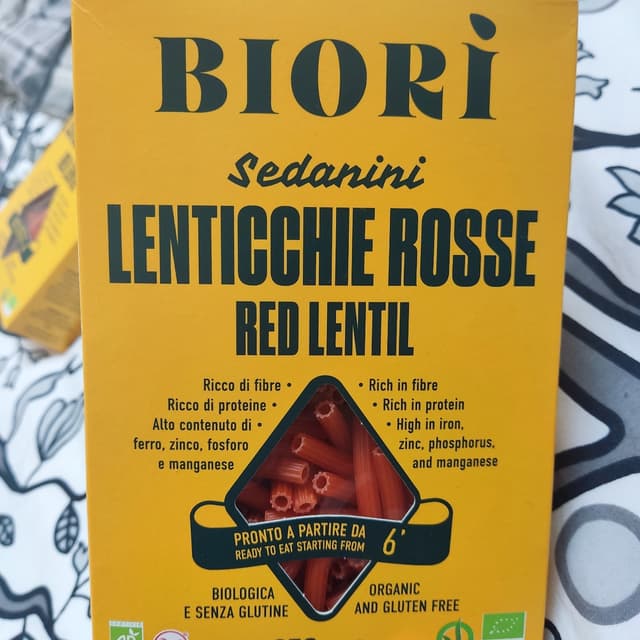 BIORÌ
Sedanini
LENTICCHIE ROSSE
RED LENTIL
Ricco di fibre •
Ricco di proteine •
Alto contenuto di •
ferro, zinco, fosforo
e manganese
• Rich in fibre
• Rich in protein
• High in iron,
zinc, phosphorus,
and manganese
PRONTO A PARTIRE DA
READY TO EAT STARTING FROM
6'
BIOLOGICA
E SENZA GLUTINE
ORGANIC
AND GLUTEN FREE